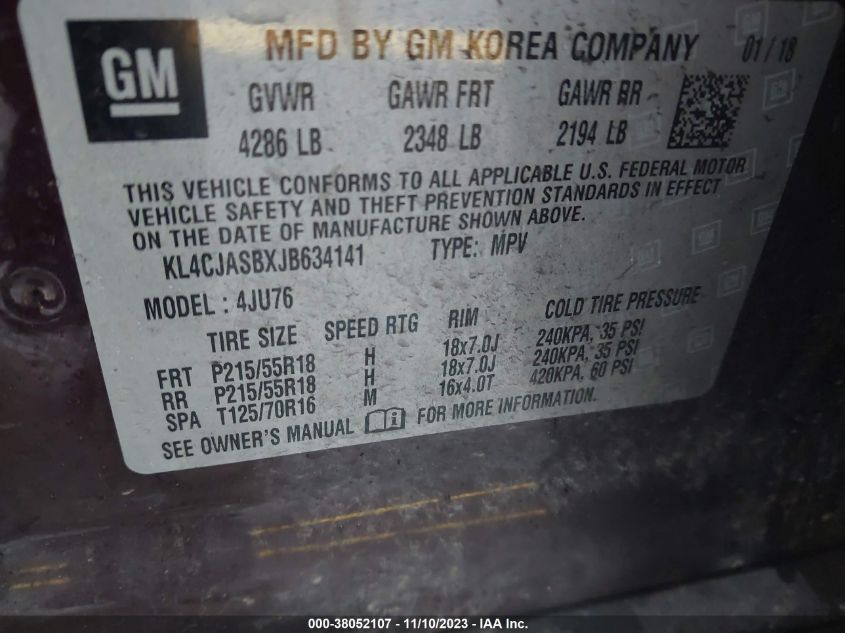 GM
MFD BY GM KOREA COMPANY 01/18
GVWR GAWR FRT GAWR RR
4286 LB 2348 LB 2194 LB
THIS VEHICLE CONFORMS TO ALL APPLICABLE U.S. FEDERAL MOTOR
VEHICLE SAFETY AND THEFT PREVENTION STANDARDS IN EFFECT
ON THE DATE OF MANUFACTURE SHOWN ABOVE.
KL4CJASBXJB634141 TYPE: MPV
MODEL : 4JU76
TIRE SIZE SPEED RTG RIM COLD TIRE PRESSURE
FRT P215/55R18 H 18x7.0J 240KPA, 35 PSI
RR P215/55R18 H 18x7.0J 240KPA, 35 PSI
SPA T125/70R16 M 16x4.0T 420KPA, 60 PSI
SEE OWNER'S MANUAL FOR MORE INFORMATION.
000-38052107 - 11/10/2023 - IAA Inc.